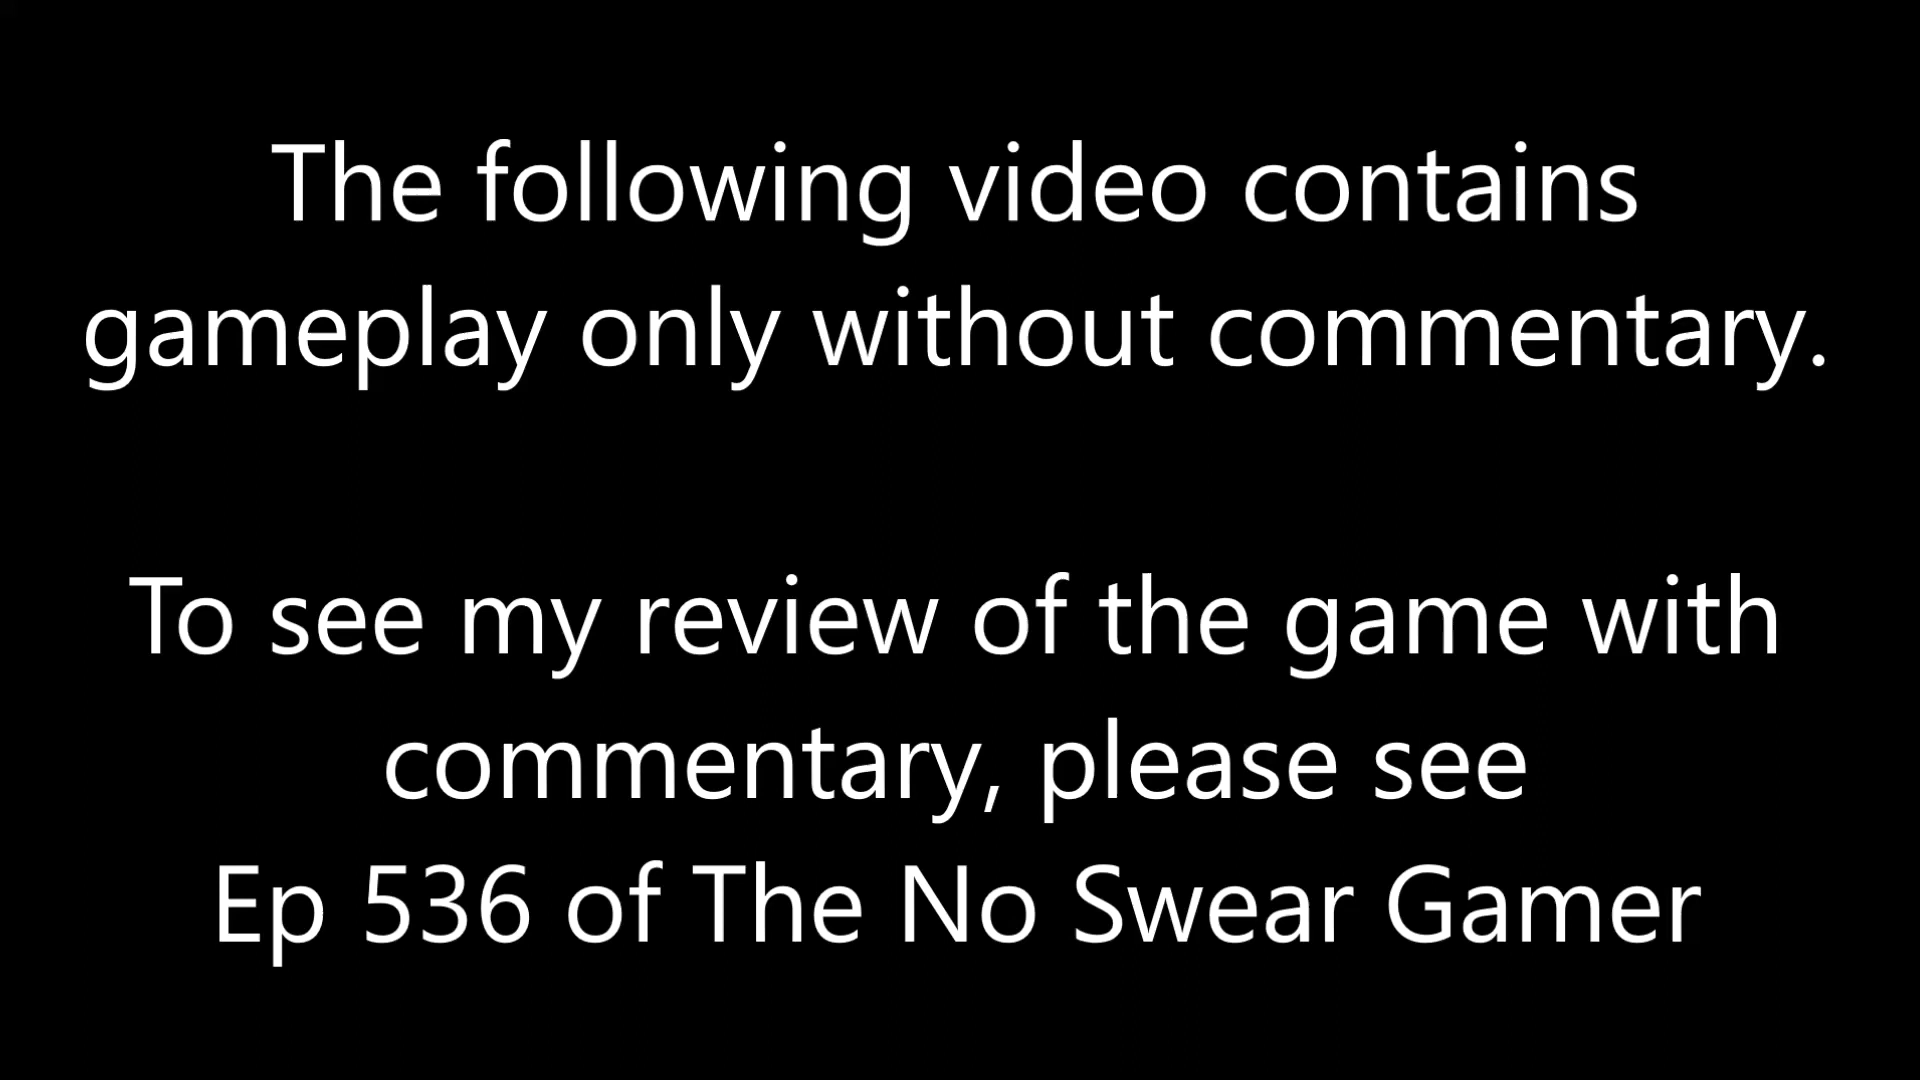 The following video contains
gameplay only without commentary.
To see my review of the game with
commentary, please see
Ep 536 of The No Swear Gamer